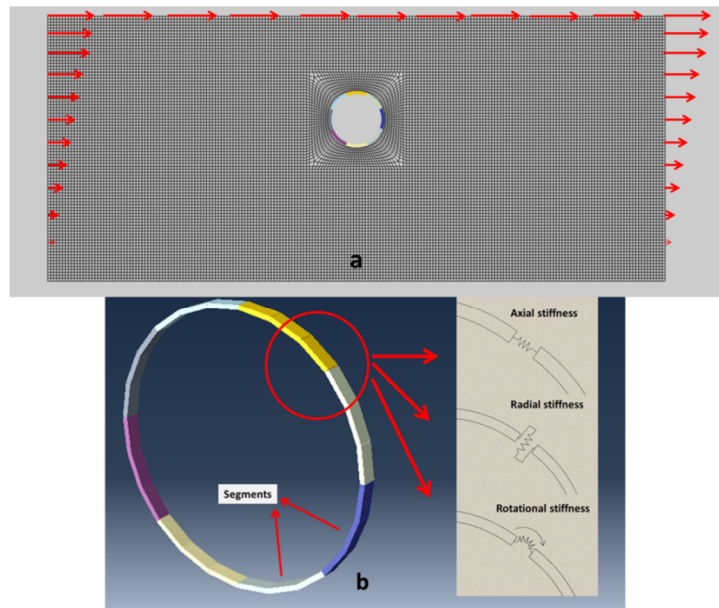 a
Axial stiffness
Radial stiffness
Segments
Rotational stiffness
b